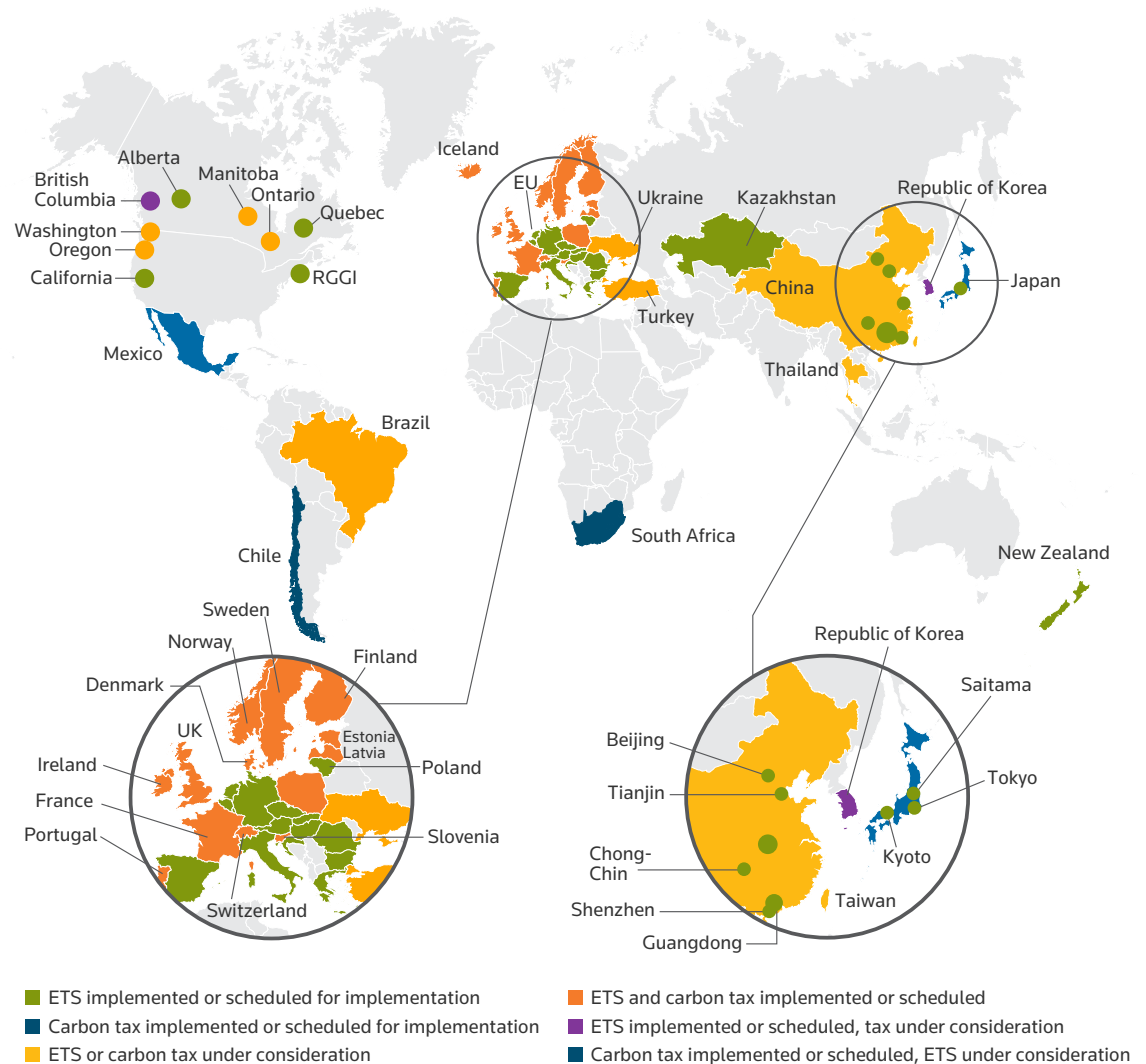 Iceland
Alberta
Manitoba
British
Columbia
Ontario
EU
Ukraine
Kazakhstan
Republic of Korea
Quebec
Washington
Oregon
California
RGGI
China
Japan
Turkey
Mexico
Thailand
Brazil
South Africa
Chile
New Zealand
Sweden
Norway
Finland
Denmark
UK
Estonia
Latvia
Ireland
Poland
France
Portugal
Slovenia
Switzerland
Republic of Korea
Saitama
Beijing
Tianjin
Tokyo
Chong-
Chin
Kyoto
Shenzhen
Taiwan
Guangdong
ETS implemented or scheduled for implementation
Carbon tax implemented or scheduled for implementation
ETS or carbon tax under consideration
ETS and carbon tax implemented or scheduled
ETS implemented or scheduled, tax under consideration
Carbon tax implemented or scheduled, ETS under consideration